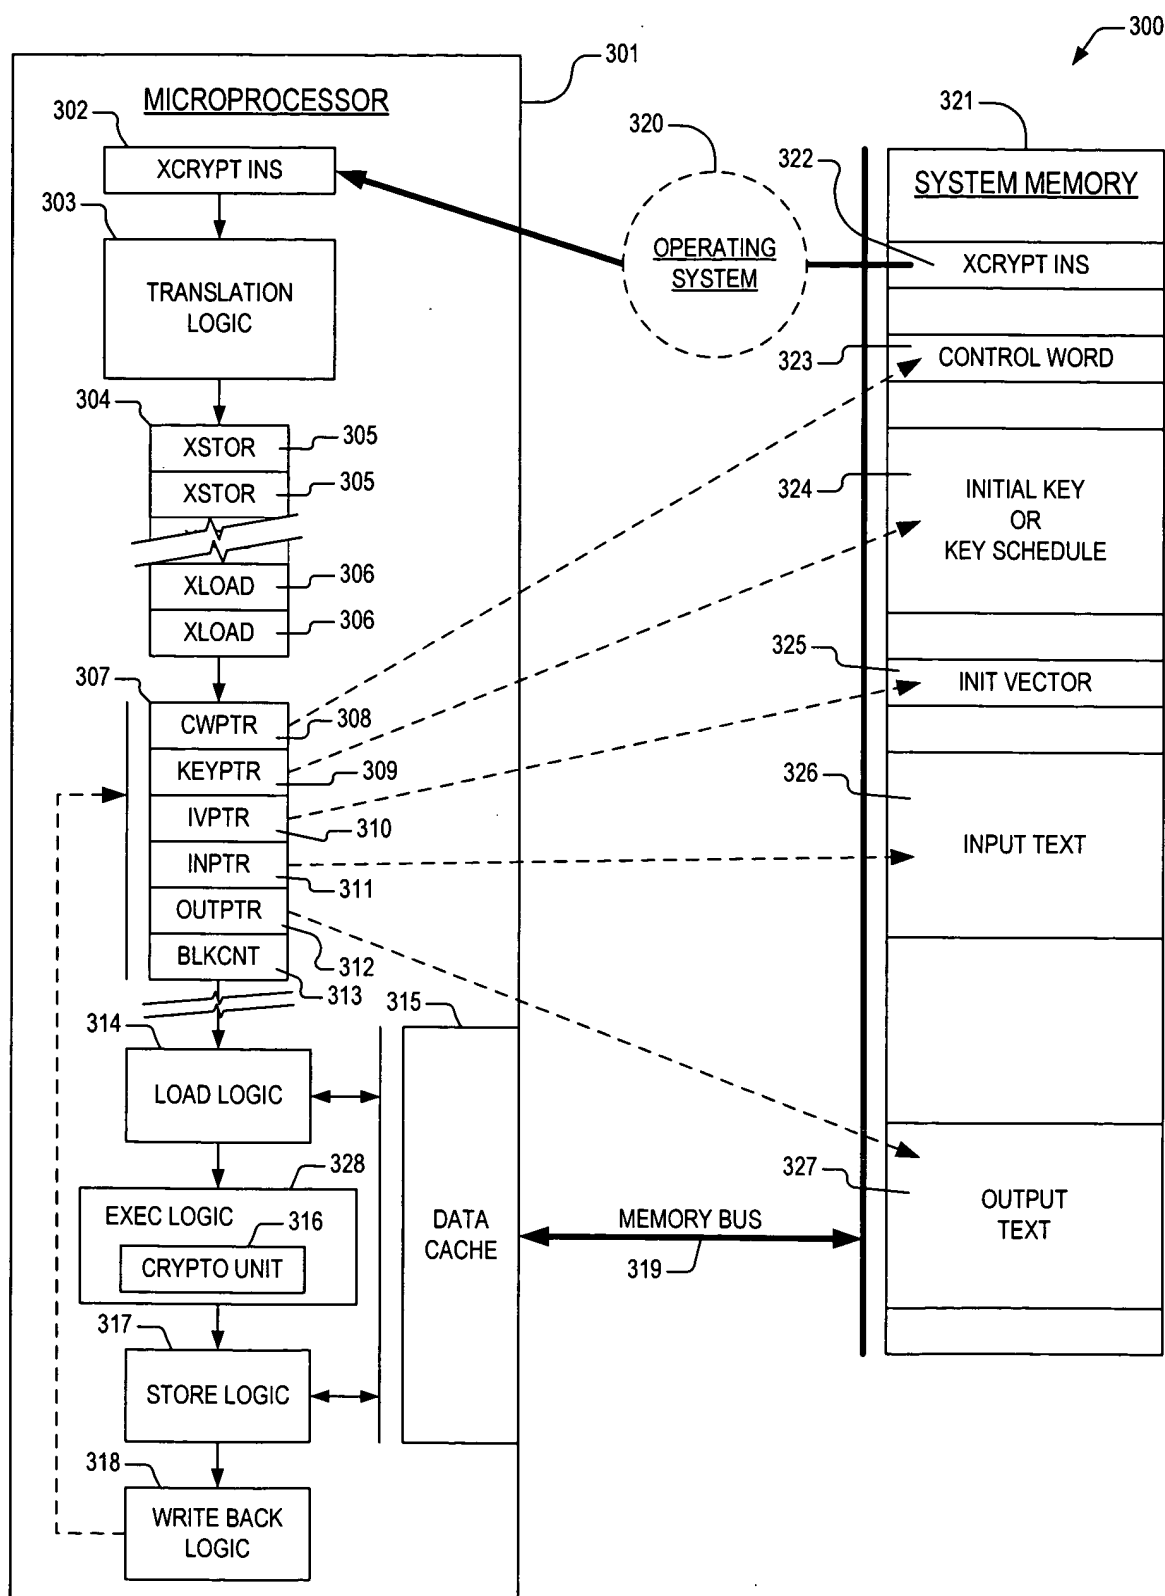 300
301
MICROPROCESSOR
302
XCRYPT INS
303
TRANSLATION
LOGIC
304
XSTOR
305
XSTOR
305
XLOAD
306
XLOAD
306
307
CWPTR
308
KEYPTR
309
IVPTR
310
INPTR
311
OUTPTR
312
BLKCNT
313
314
LOAD LOGIC
315
DATA
CACHE
328
EXEC LOGIC
316
CRYPTO UNIT
317
STORE LOGIC
318
WRITE BACK
LOGIC
320
OPERATING
SYSTEM
MEMORY BUS
319
321
SYSTEM MEMORY
322
XCRYPT INS
323
CONTROL WORD
324
INITIAL KEY
OR
KEY SCHEDULE
325
INIT VECTOR
326
INPUT TEXT
327
OUTPUT
TEXT